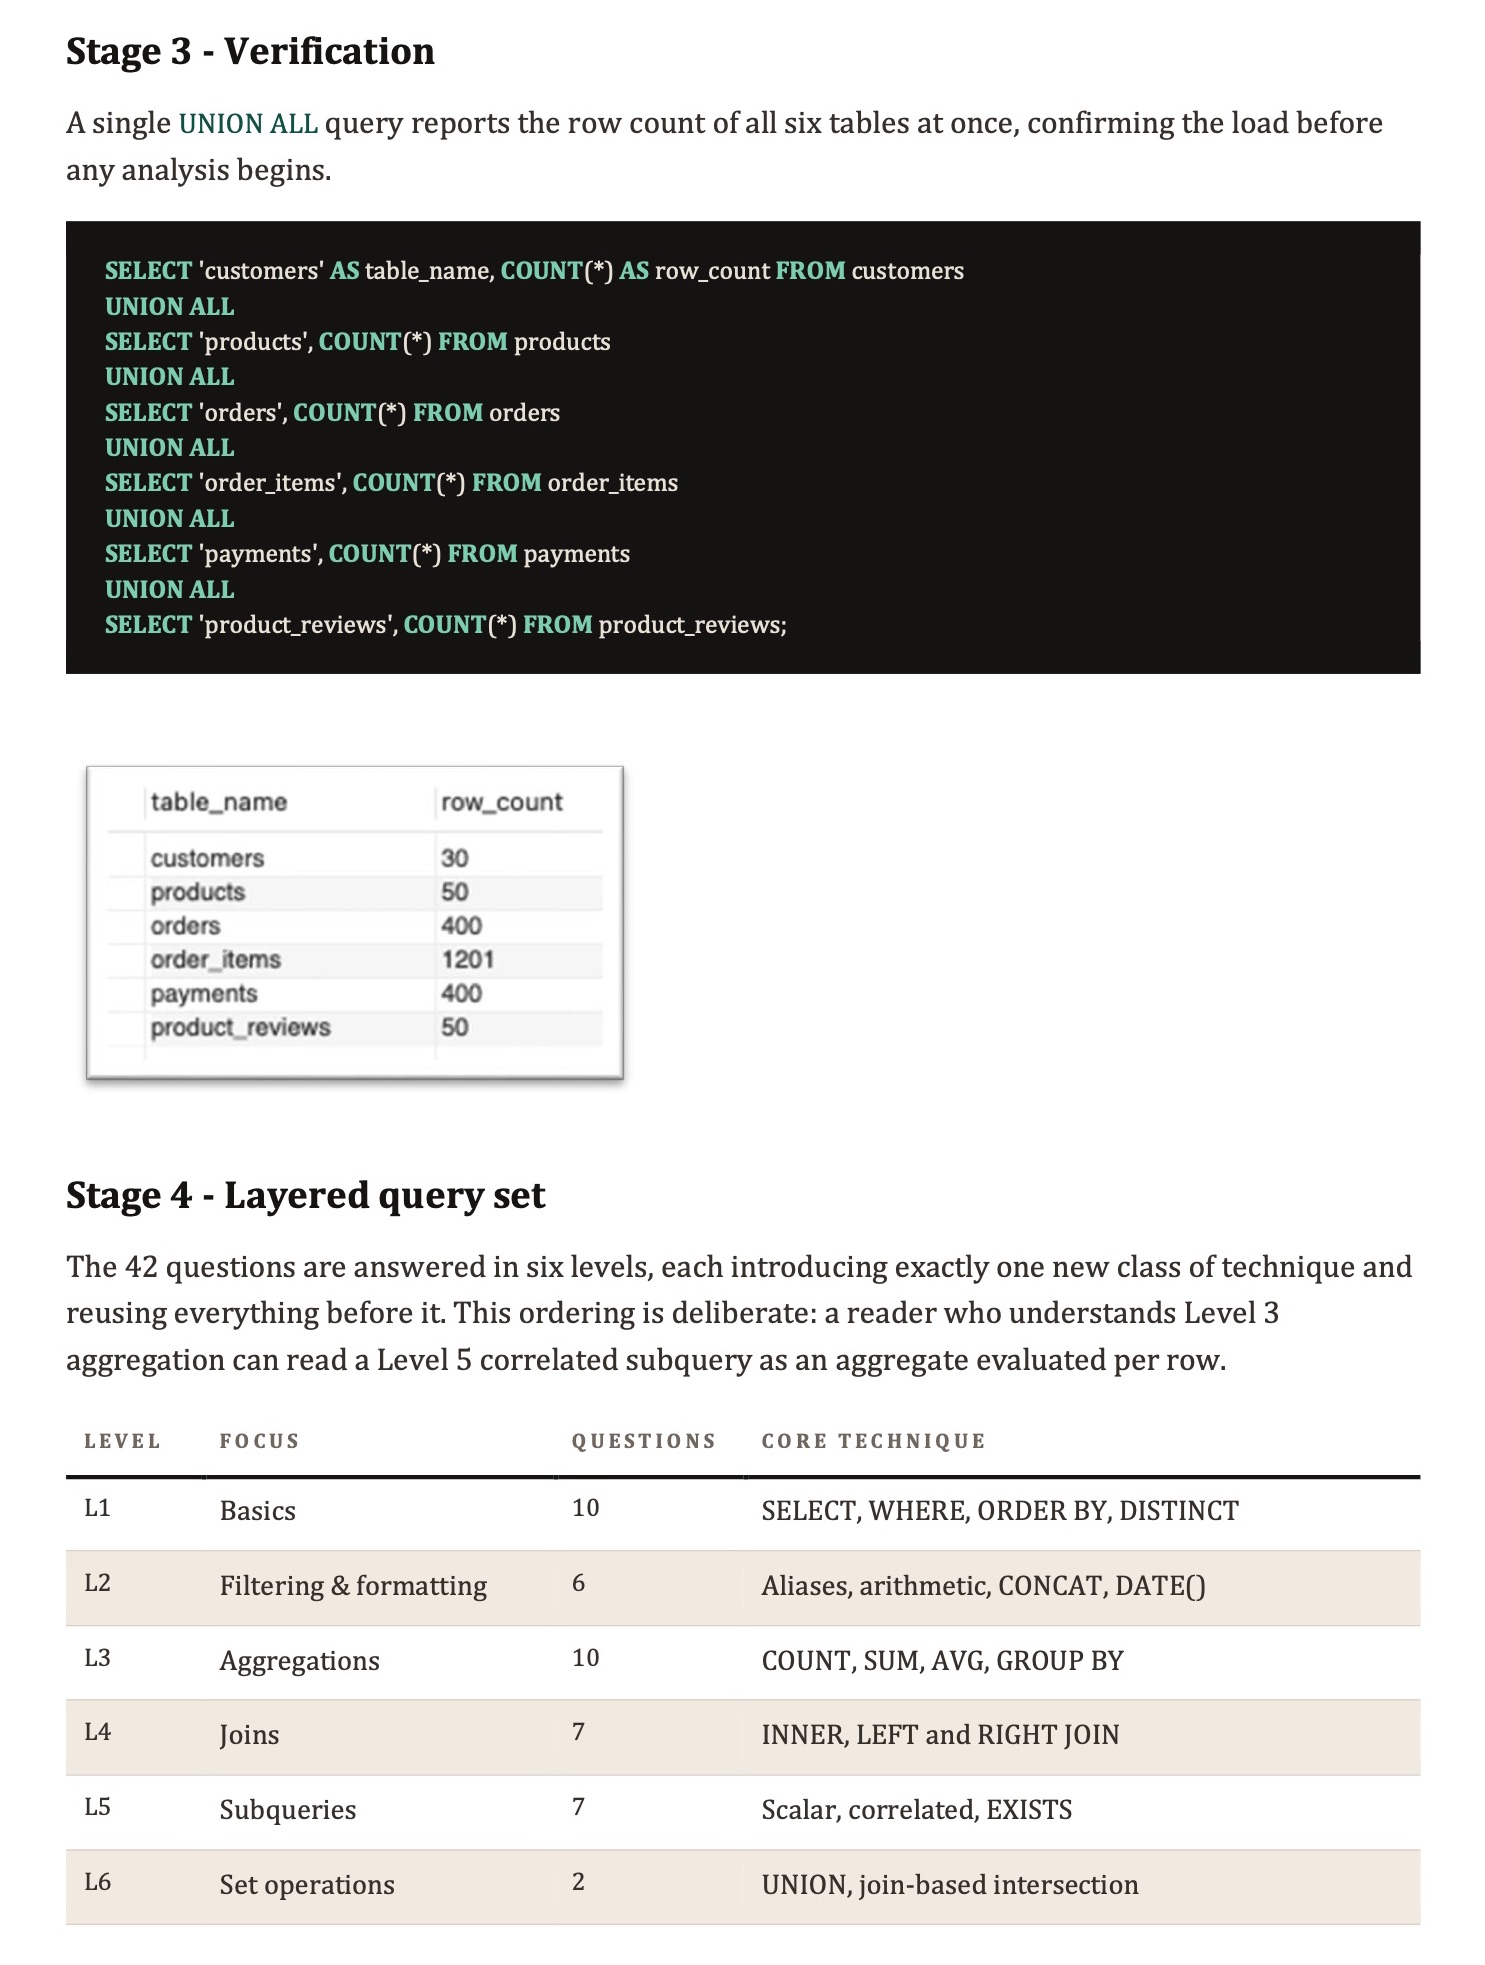 Stage 3 - Verification
A single UNION ALL query reports the row count of all six tables at once, confirming the load before
any analysis begins.
SELECT 'customers' AS table_name, COUNT(*) AS row_count FROM customers
UNION ALL
SELECT 'products', COUNT(*) FROM products
UNION ALL
SELECT 'orders', COUNT(*) FROM orders
UNION ALL
SELECT 'order_items', COUNT(*) FROM order_items
UNION ALL
SELECT 'payments', COUNT(*) FROM payments
UNION ALL
SELECT 'product_reviews', COUNT(*) FROM product_reviews;
table_name row_count
customers 30
products 50
orders 400
order_items 1201
payments 400
product_reviews 50
Stage 4 - Layered query set
The 42 questions are answered in six levels, each introducing exactly one new class of technique and
reusing everything before it. This ordering is deliberate: a reader who understands Level 3
aggregation can read a Level 5 correlated subquery as an aggregate evaluated per row.
LEVEL FOCUS QUESTIONS CORE TECHNIQUE
L1 Basics 10 SELECT, WHERE, ORDER BY, DISTINCT
L2 Filtering & formatting 6 Aliases, arithmetic, CONCAT, DATE()
L3 Aggregations 10 COUNT, SUM, AVG, GROUP BY
L4 Joins 7 INNER, LEFT and RIGHT JOIN
L5 Subqueries 7 Scalar, correlated, EXISTS
L6 Set operations 2 UNION, join-based intersection